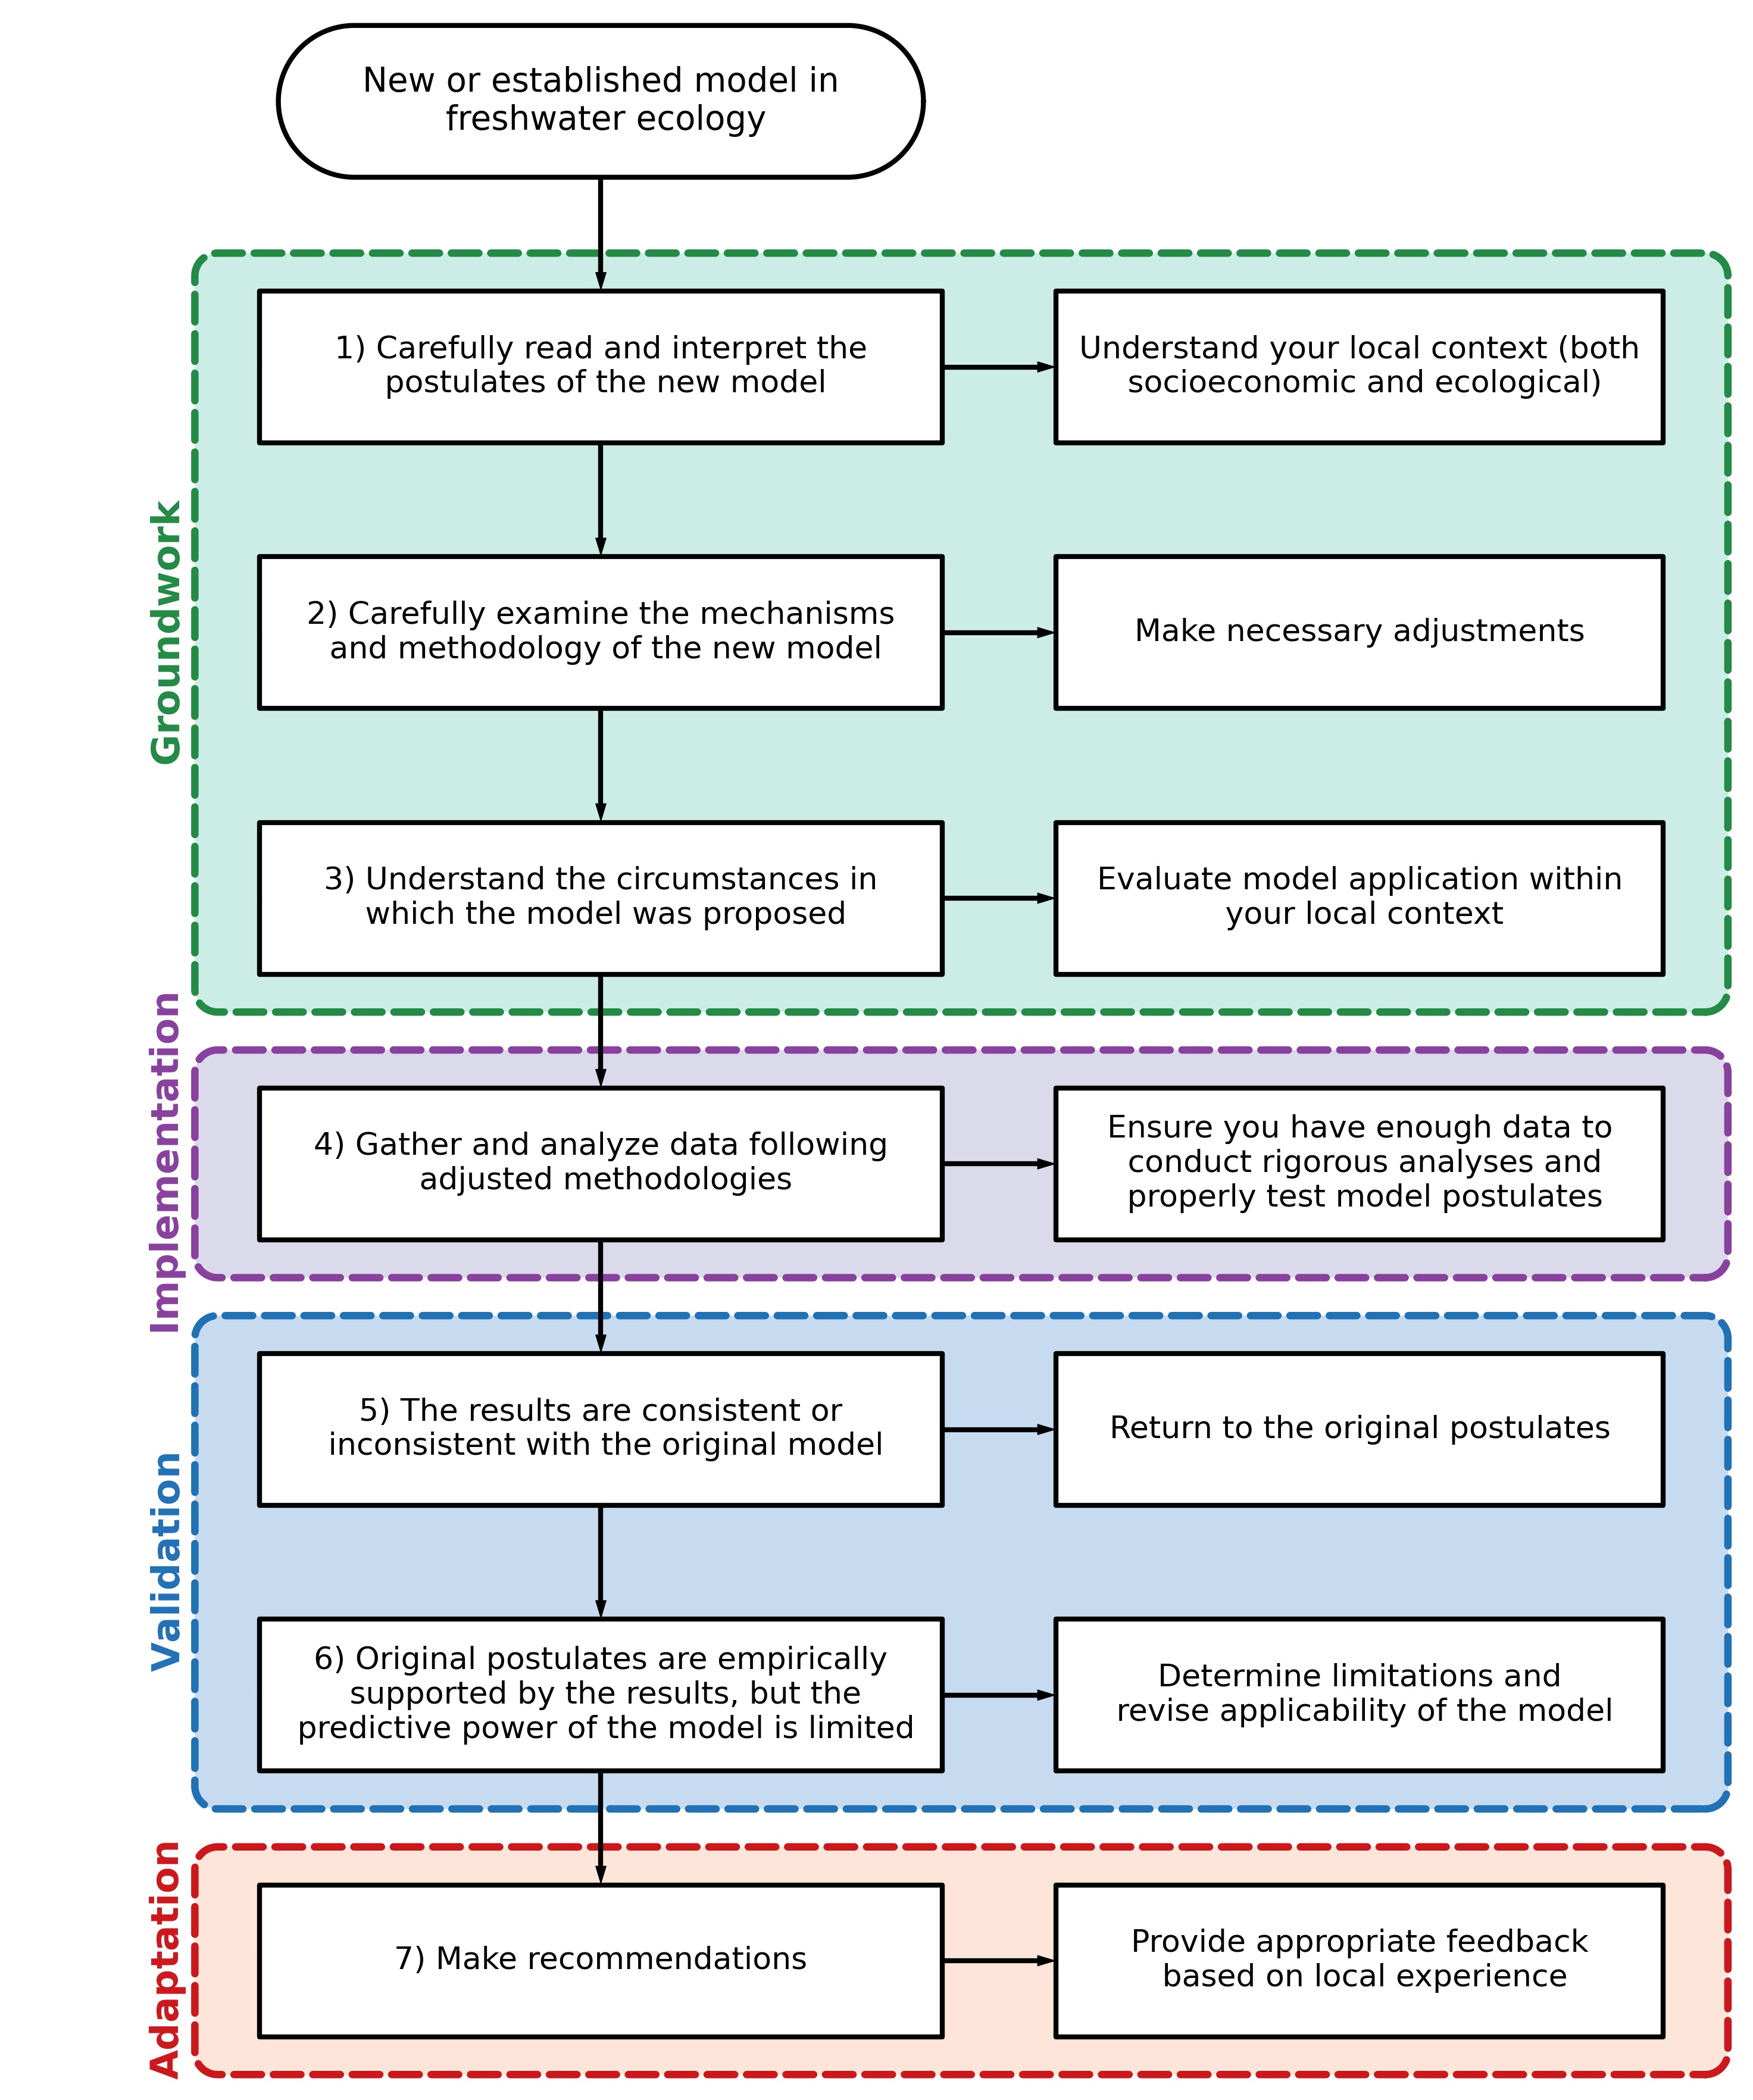 New or established model in
freshwater ecology
Groundwork
1) Carefully read and interpret the
postulates of the new model
Understand your local context (both
socioeconomic and ecological)
2) Carefully examine the mechanisms
and methodology of the new model
Make necessary adjustments
3) Understand the circumstances in
which the model was proposed
Evaluate model application within
your local context
Implementation
4) Gather and analyze data following
adjusted methodologies
Ensure you have enough data to
conduct rigorous analyses and
properly test model postulates
Validation
5) The results are consistent or
inconsistent with the original model
Return to the original postulates
6) Original postulates are empirically
supported by the results, but the
predictive power of the model is limited
Determine limitations and
revise applicability of the model
Adaptation
7) Make recommendations
Provide appropriate feedback
based on local experience